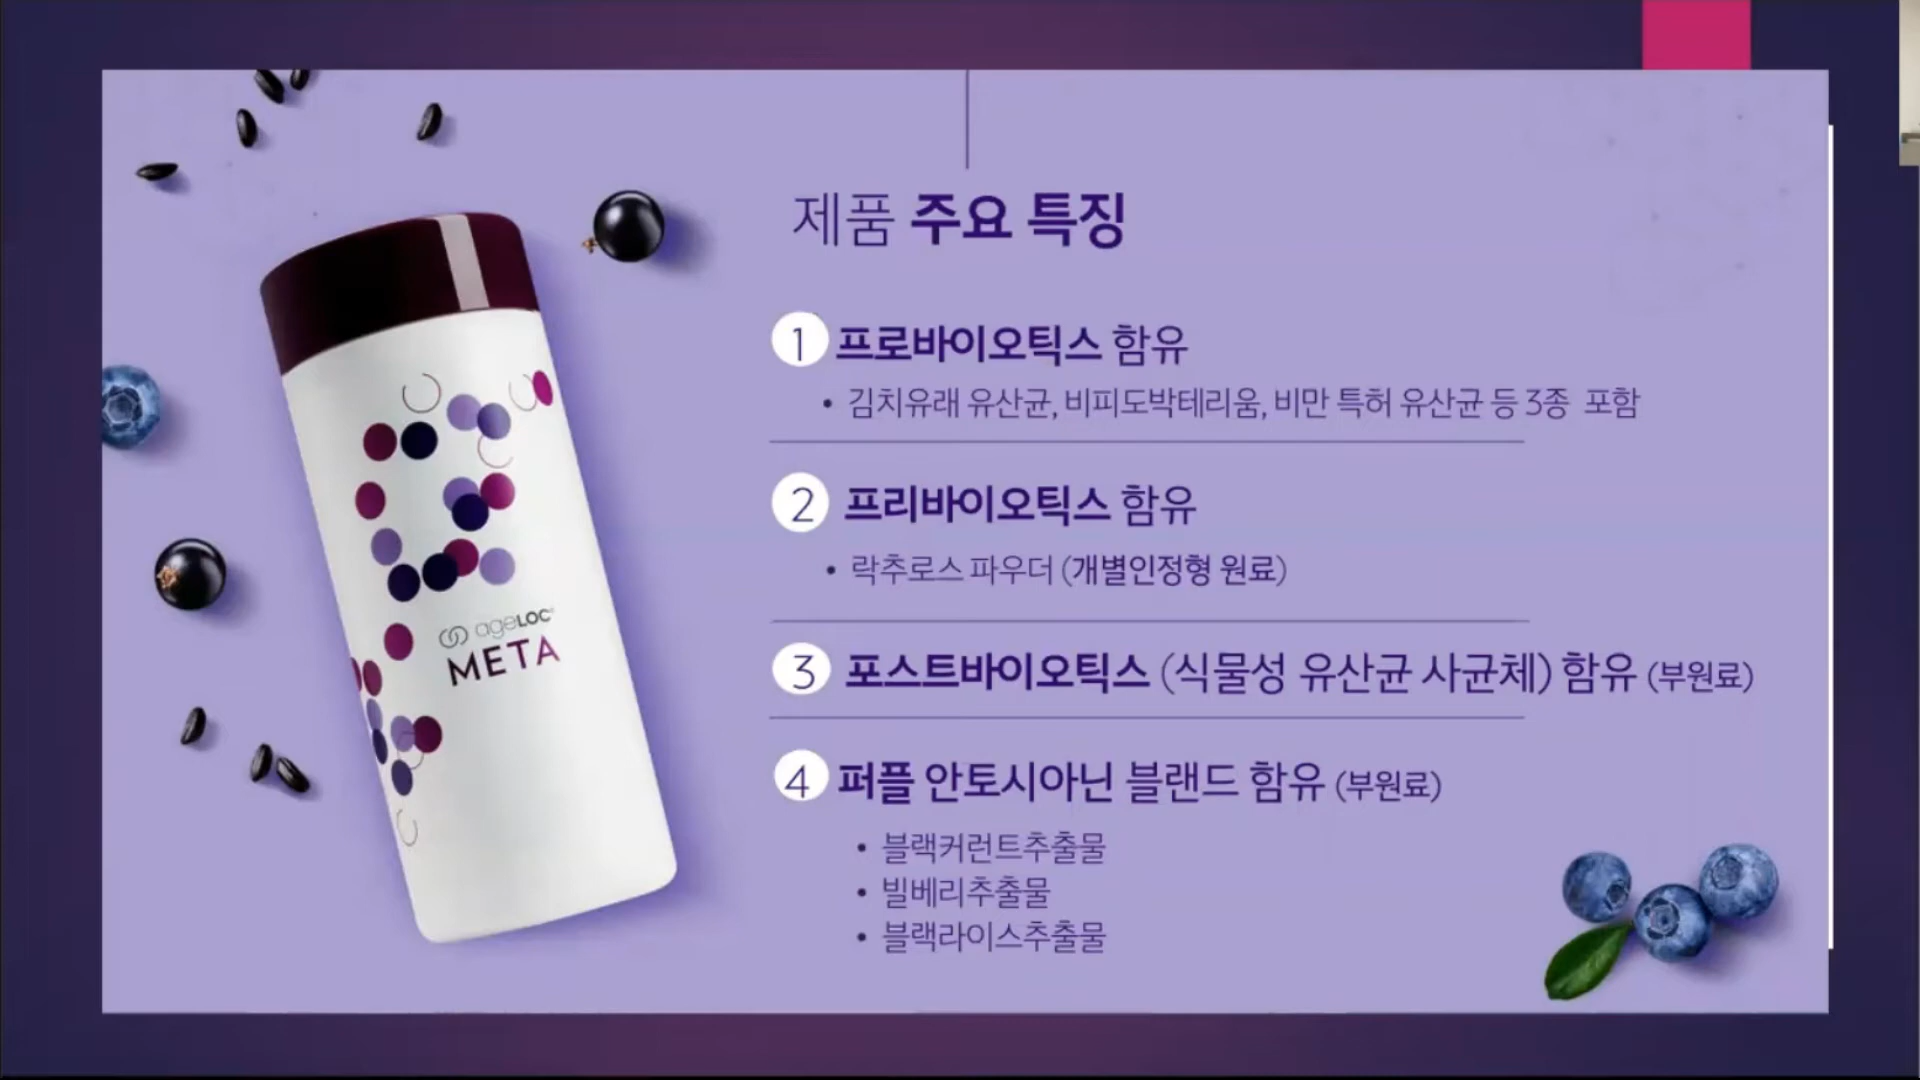 제품 주요 특징
1 프로바이오틱스 함유
• 김치유래 유산균, 비피도박테리움, 비만 특허 유산균 등 3종 포함
2 프리바이오틱스 함유
• 락추로스 파우더 (개별인정형 원료)
3 포스트바이오틱스 (식물성 유산균 사균체) 함유 (부원료)
4 퍼플 안토시아닌 블랜드 함유 (부원료)
• 블랙커런트추출물
• 빌베리추출물
• 블랙라이스추출물
ageLOC
META